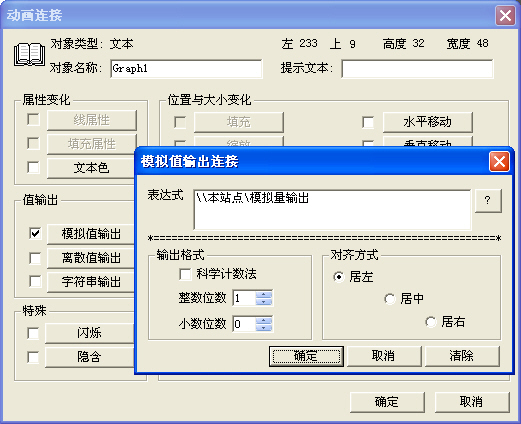 动画连接
对象类型: 文本 左 233 上 9 高度 32 宽度 48
对象名称: Graph1 提示文本:
属性变化 位置与大小变化
线属性 填充 水平移动
填充属性 缩放 垂直移动
文本色
模拟值输出连接
表达式 \\本站点\模拟量输出 ?
值输出
模拟值输出
离散值输出
字符串输出
输出格式 对齐方式
科学计数法 居左
整数位数 1 居中
小数位数 0 居右
特殊
闪烁
隐含
确定 取消 清除
确定 取消